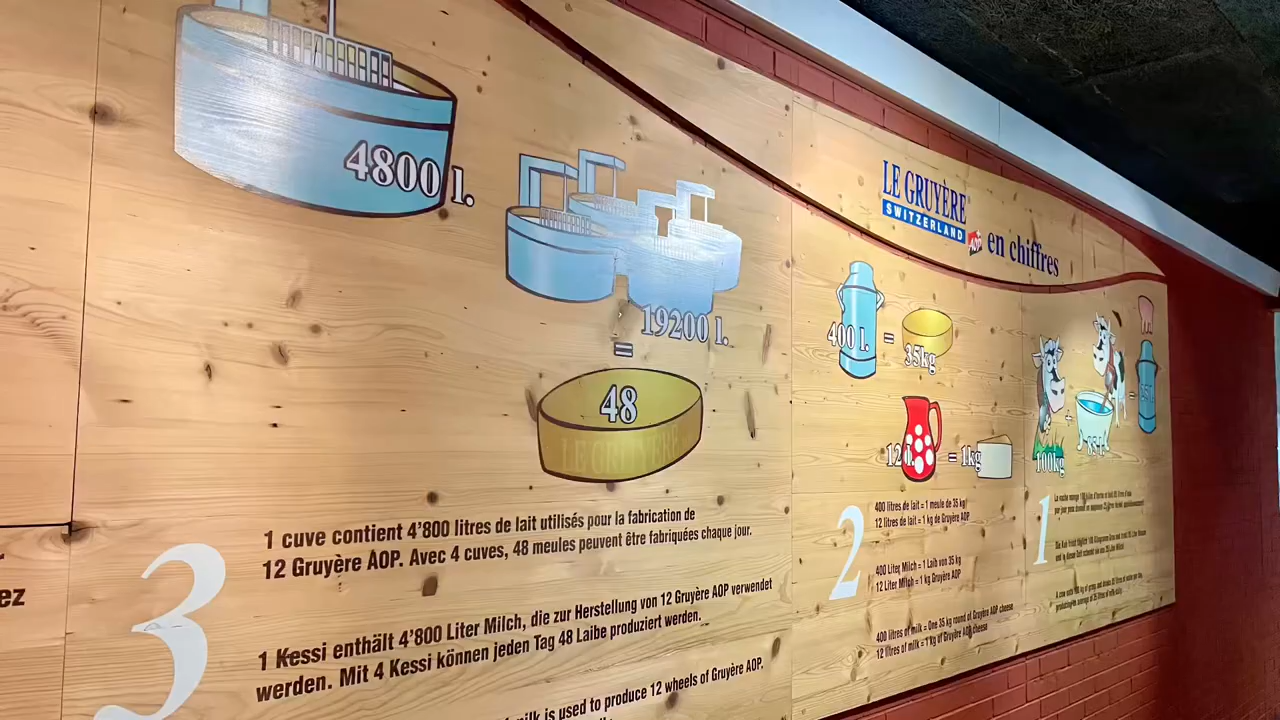 4800 l.
19200 l.
=
48
LE GRUYÈRE
LE GRUYÈRE
SWITZERLAND
AOP
en chiffres
400 l. = 35kg
12 l. = 1kg
100kg
85 l.
3
1 cuve contient 4’800 litres de lait utilisés pour la fabrication de
12 Gruyère AOP. Avec 4 cuves, 48 meules peuvent être fabriquées chaque jour.
1 Kessi enthält 4’800 Liter Milch, die zur Herstellung von 12 Gruyère AOP verwendet
werden. Mit 4 Kessi können jeden Tag 48 Laibe produziert werden.
milk is used to produce 12 wheels of Gruyère AOP.
2
400 litres de lait = 1 meule de 35 kg
12 litres de lait = 1 kg de Gruyère AOP
400 Liter Milch = 1 Laib von 35 kg
12 Liter Milch = 1 kg Gruyère AOP
400 litres of milk = One 35 kg round of Gruyère AOP cheese
12 litres of milk = 1 kg of Gruyère AOP cheese
1
ez